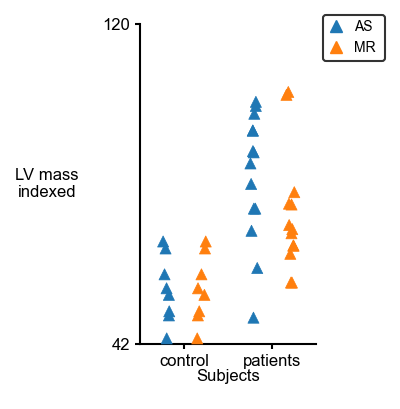 120
AS
MR
LV mass
indexed
42
control
patients
Subjects